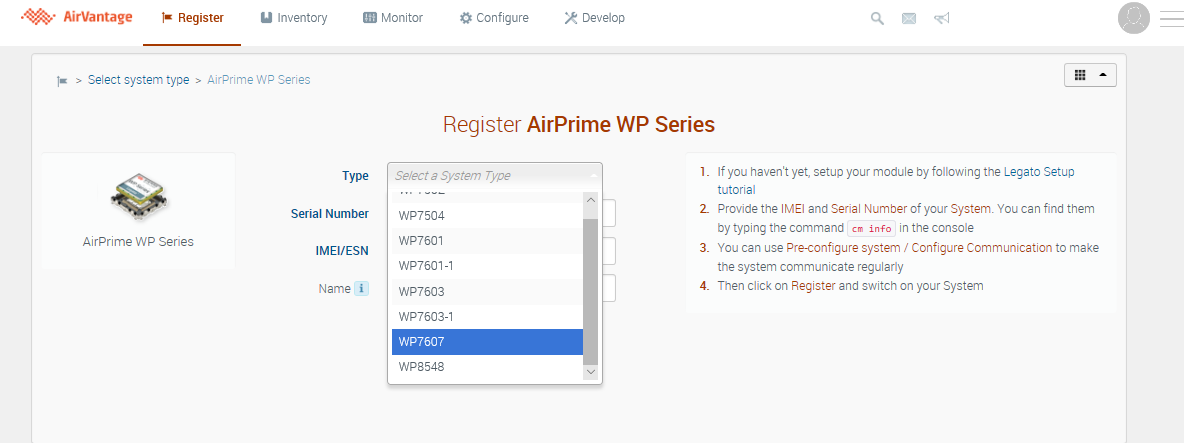 AirVantage
Register
Inventory
Monitor
Configure
Develop
> Select system type > AirPrime WP Series
Register AirPrime WP Series
AirPrime WP Series
Type
Select a System Type
Serial Number
IMEI/ESN
Name i
WP7504
WP7601
WP7601-1
WP7603
WP7603-1
WP7607
WP8548
1. If you haven't yet, setup your module by following the Legato Setup
tutorial
2. Provide the IMEI and Serial Number of your System. You can find them
by typing the command cm info in the console
3. You can use Pre-configure system / Configure Communication to make
the system communicate regularly
4. Then click on Register and switch on your System